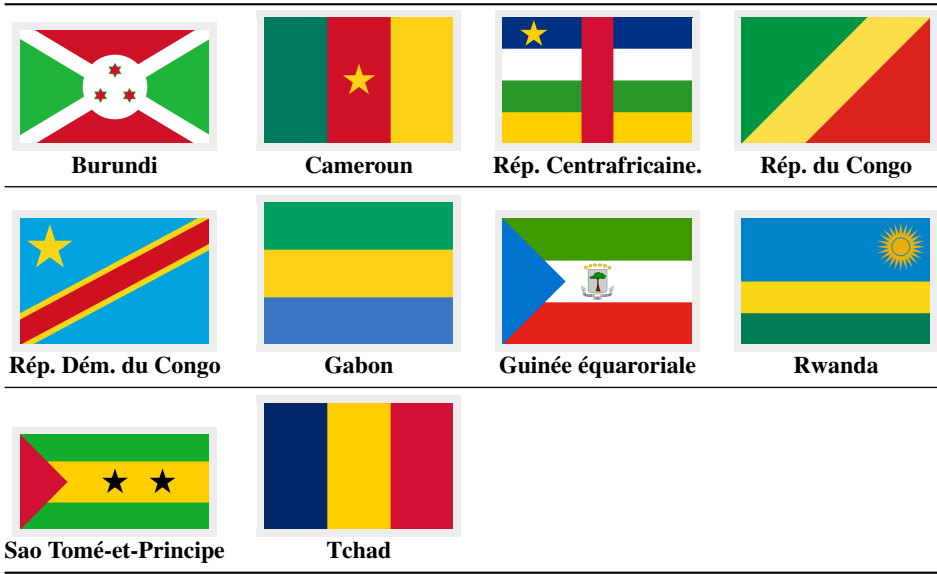 Burundi
Cameroun
Rép. Centrafricaine.
Rép. du Congo
Rép. Dém. du Congo
Gabon
Guinée équaroriale
Rwanda
Sao Tomé-et-Principe
Tchad